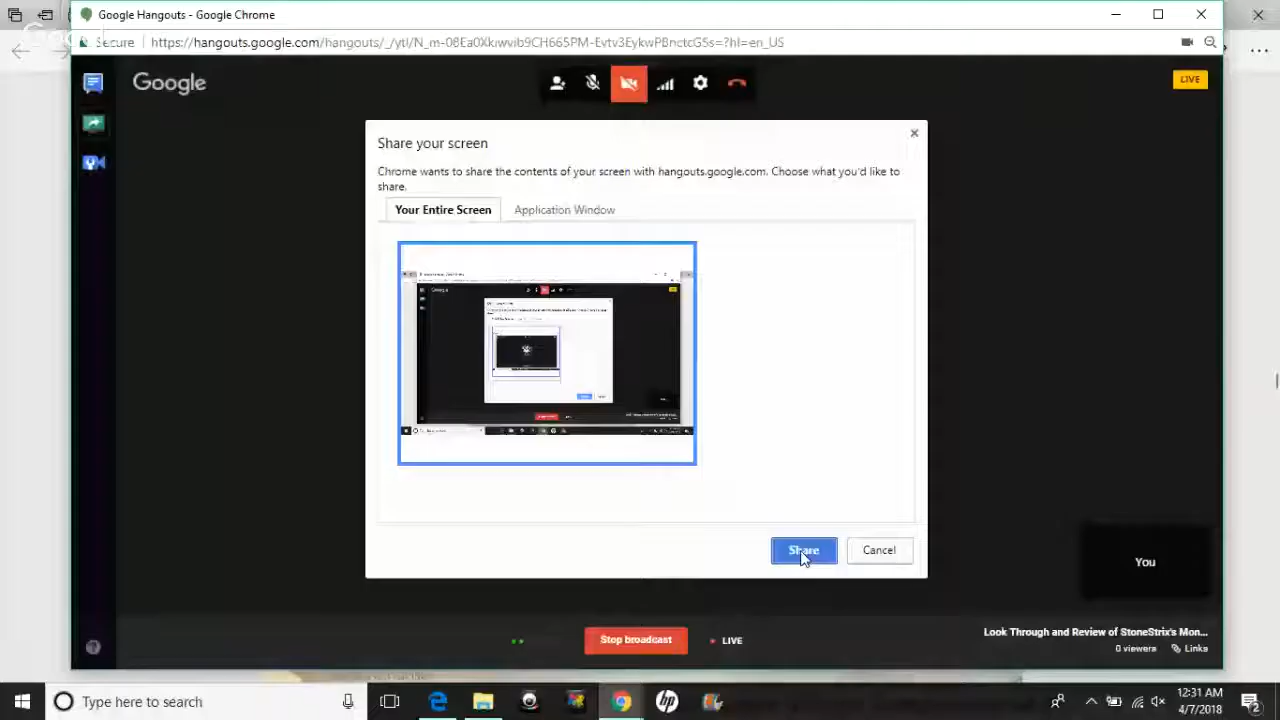 Google Hangouts - Google Chrome
Secure
https://hangouts.google.com/hangouts/_/ytl/N_m-08Ea0Xkiwvib9CH665PM-Evtv3EykwPBnctcG5s=?hl=en_US
Google
LIVE
Share your screen
Chrome wants to share the contents of your screen with hangouts.google.com. Choose what you'd like to
share.
Your Entire Screen
Application Window
Share
Cancel
You
Stop broadcast
LIVE
Look Through and Review of StoneStrix's Mon...
0 viewers
Links
Type here to search
12:31 AM
4/7/2018
2